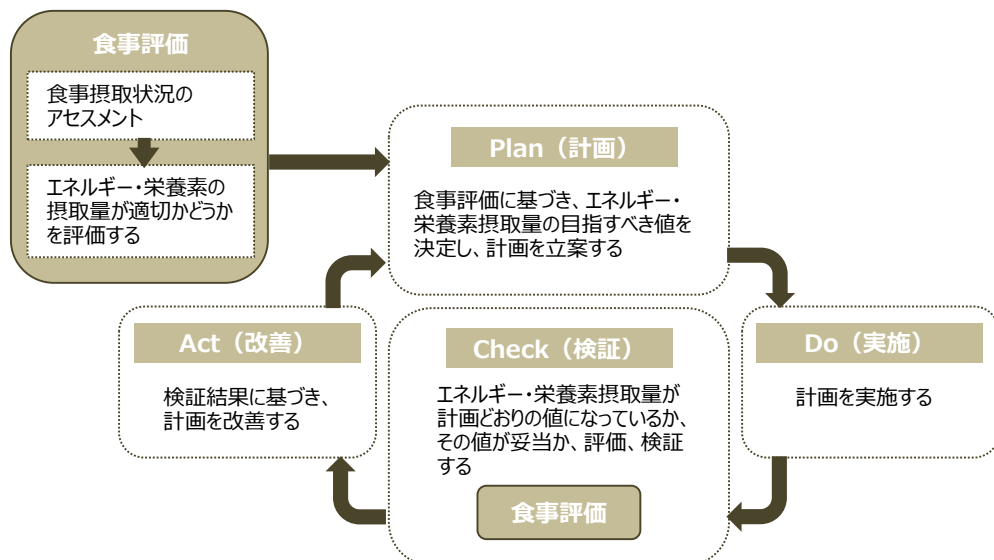 食事評価
食事摂取状況の
アセスメント
エネルギー・栄養素の
摂取量が適切かどうか
を評価する
Plan（計画）
食事評価に基づき、エネルギー・
栄養素摂取量の目指すべき値を
決定し、計画を立案する
Act（改善）
検証結果に基づき、
計画を改善する
Check（検証）
エネルギー・栄養素摂取量が
計画どおりの値になっているか、
その値が妥当か、評価、検証
する
食事評価
Do（実施）
計画を実施する